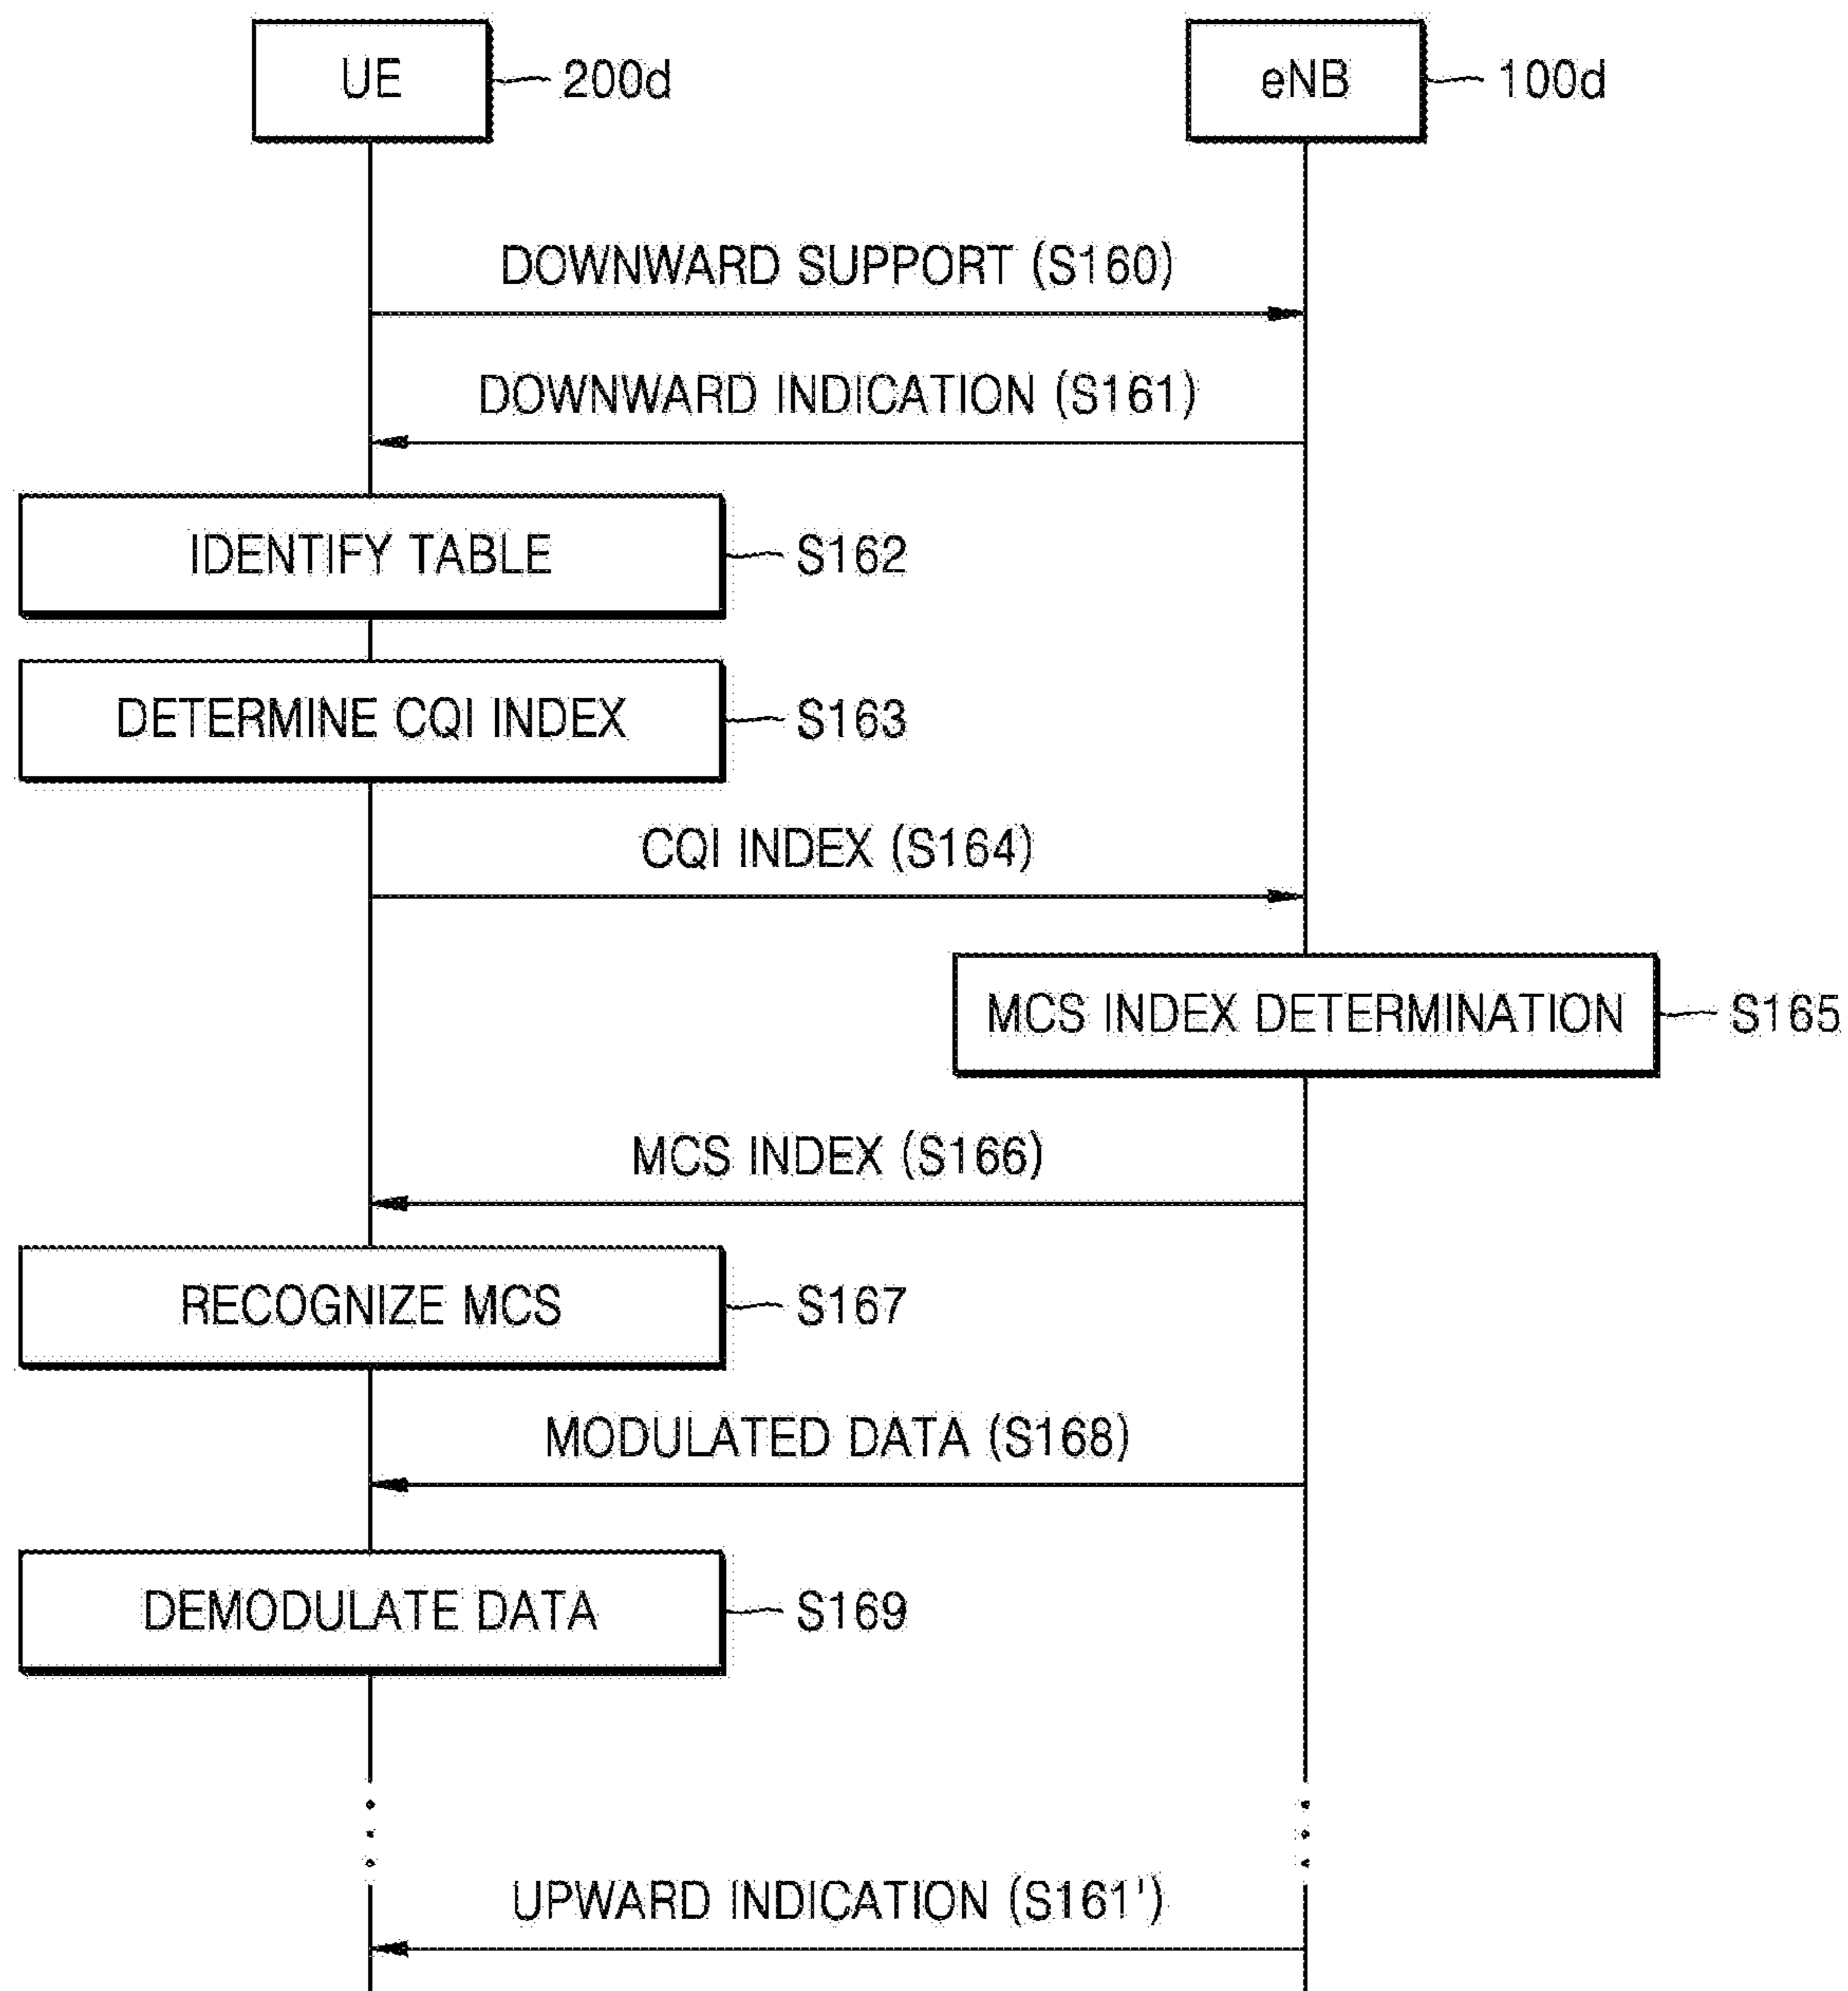 UE 200d eNB 100d
DOWNWARD SUPPORT (S160)
DOWNWARD INDICATION (S161)
IDENTIFY TABLE S162
DETERMINE CQI INDEX S163
CQI INDEX (S164)
MCS INDEX DETERMINATION S165
MCS INDEX (S166)
RECOGNIZE MCS S167
MODULATED DATA (S168)
DEMODULATE DATA S169
UPWARD INDICATION (S161')